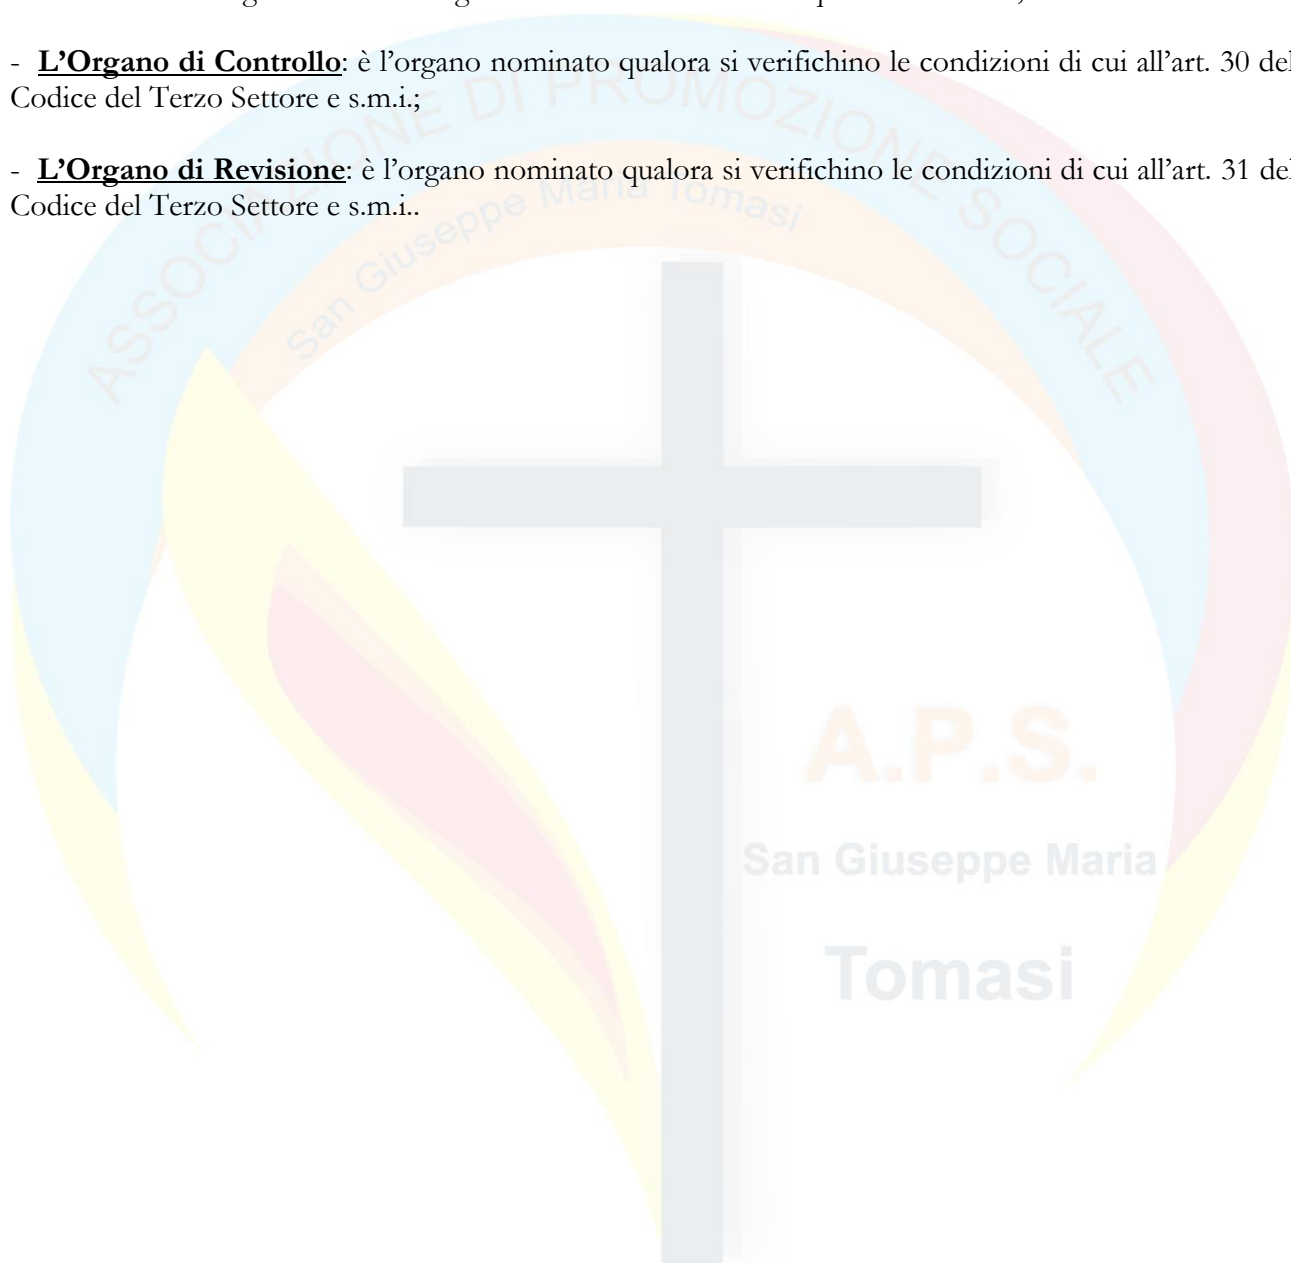 - L’Organo di Controllo: è l’organo nominato qualora si verifichino le condizioni di cui all’art. 30 del
Codice del Terzo Settore e s.m.i.;
- L’Organo di Revisione: è l’organo nominato qualora si verifichino le condizioni di cui all’art. 31 del
Codice del Terzo Settore e s.m.i..
ASSOCIAZIONE DI PROMOZIONE SOCIALE
San Giuseppe Maria Tomasi
A.P.S.
San Giuseppe Maria
Tomasi